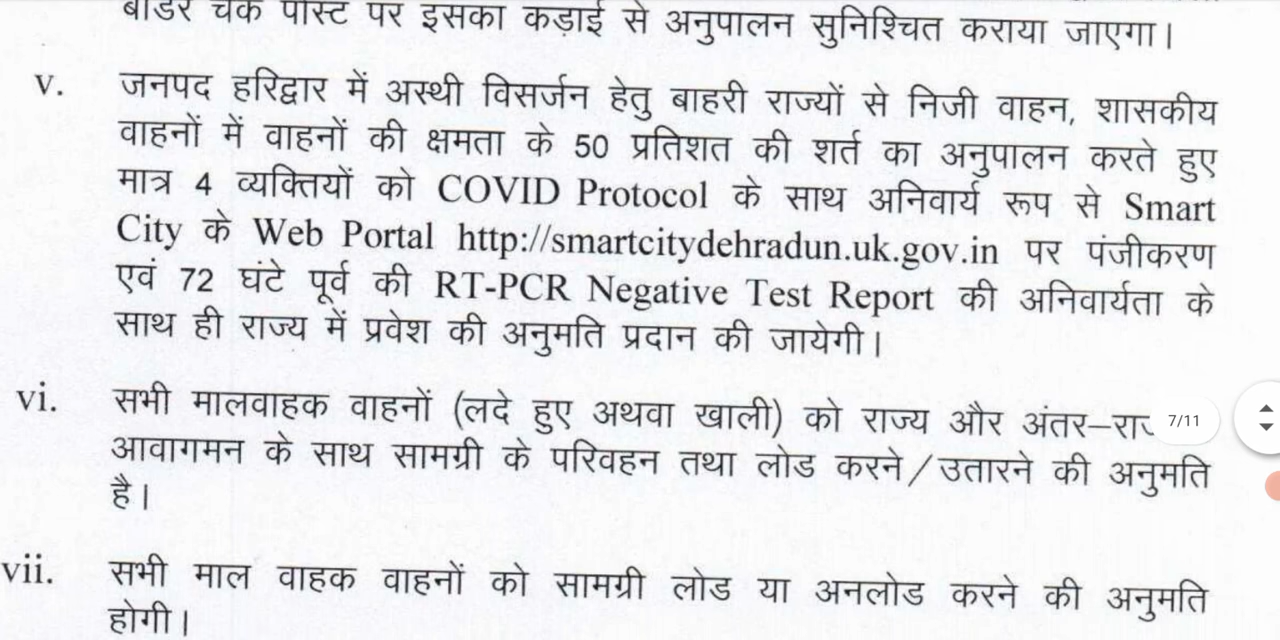 बॉर्डर चेक पोस्ट पर इसका कड़ाई से अनुपालन सुनिश्चित कराया जाएगा।
v. जनपद हरिद्वार में अस्थी विसर्जन हेतु बाहरी राज्यों से निजी वाहन, शासकीय
वाहनों में वाहनों की क्षमता के 50 प्रतिशत की शर्त का अनुपालन करते हुए
मात्र 4 व्यक्तियों को COVID Protocol के साथ अनिवार्य रूप से Smart
City के Web Portal http://smartcitydehradun.uk.gov.in पर पंजीकरण
एवं 72 घंटे पूर्व की RT-PCR Negative Test Report की अनिवार्यता के
साथ ही राज्य में प्रवेश की अनुमति प्रदान की जायेगी।
vi. सभी मालवाहक वाहनों (लदे हुए अथवा खाली) को राज्य और अंतर–
7/11
आवागमन के साथ सामग्री के परिवहन तथा लोड करने/उतारने की अनुमति
है।
vii. सभी माल वाहक वाहनों को सामग्री लोड या अनलोड करने की अनुमति
होगी।